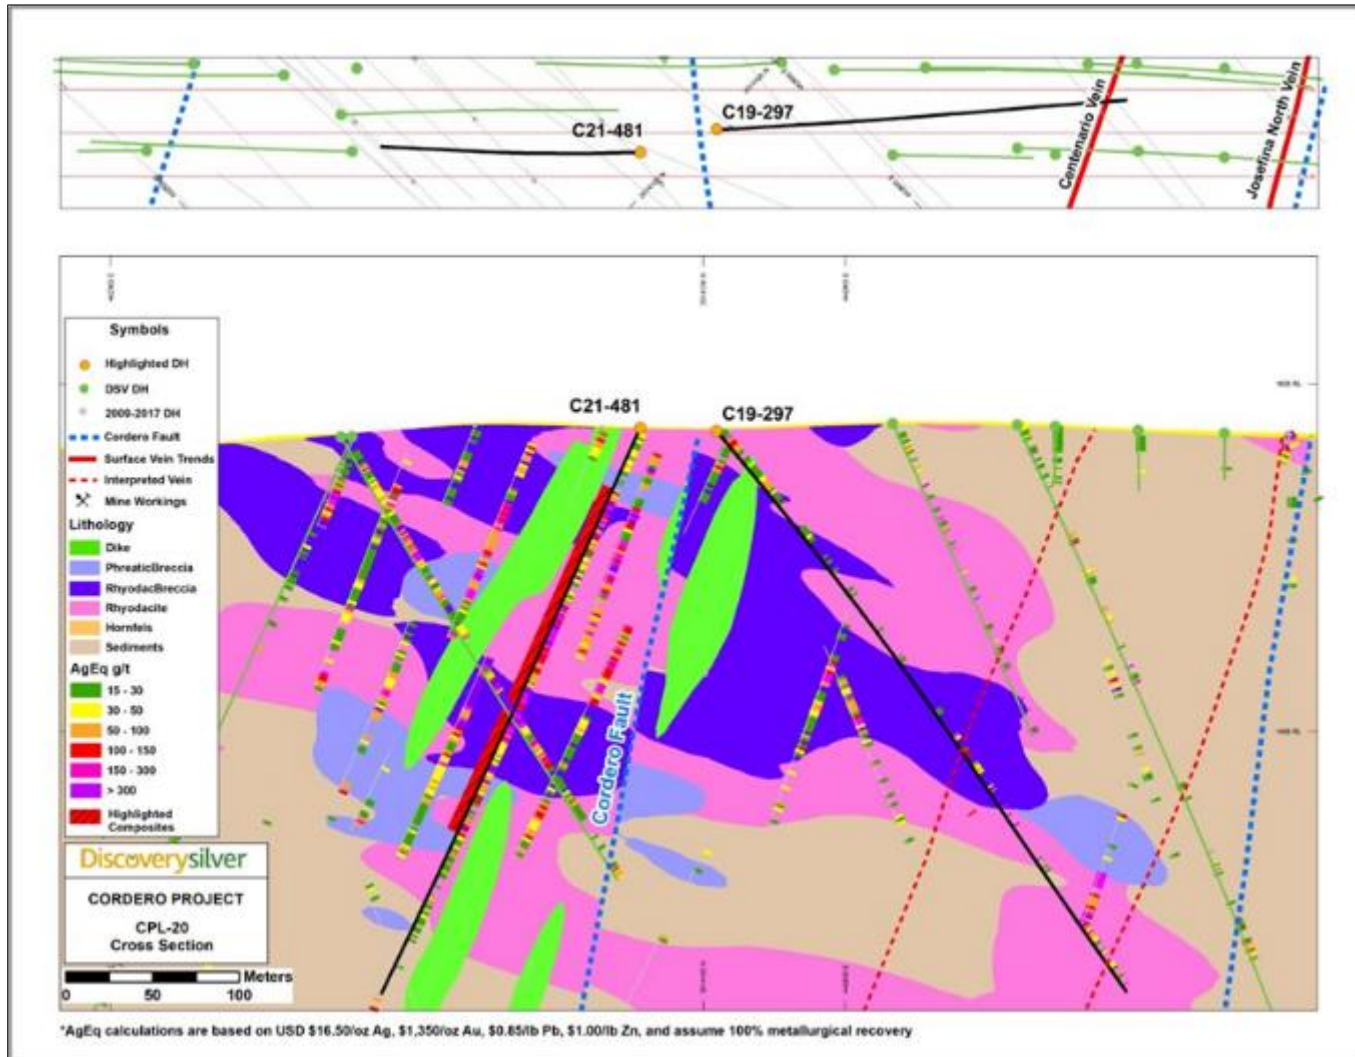 C19-297
C21-481
Centenario Vein
Josefina North Vein
Symbols
Highlighted DH
DSV DH
2009-2017 DH
Cordero Fault
Surface Vein Trends
Interpreted Vein
Mine Workings
Lithology
Dike
PhreaticBreccia
RhyodacBreccia
Rhyodacite
Hornfels
Sediments
AgEq g/t
15 - 30
30 - 50
50 - 100
100 - 150
150 - 300
> 300
Highlighted
Composites
C21-481
C19-297
Cordero Fault
Discoverysilver
CORDERO PROJECT
CPL-20
Cross Section
Meters
0 50 100
*AgEq calculations are based on USD $16.50/oz Ag, $1,350/oz Au, $0.85/lb Pb, $1.00/lb Zn, and assume 100% metallurgical recovery